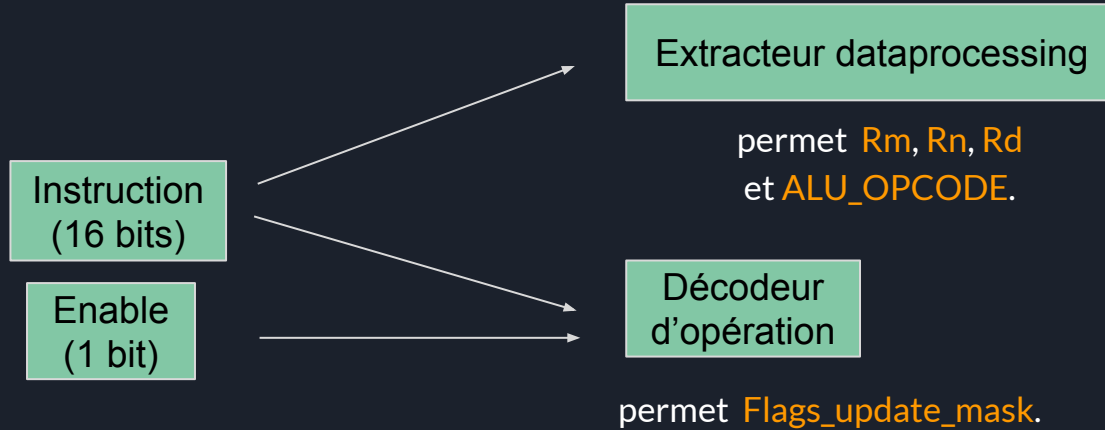 Extracteur dataprocessing
permet Rm, Rn, Rd
et ALU_OPCODE.
Instruction
(16 bits)
Enable
(1 bit)
Décodeur
d’opération
permet Flags_update_mask.